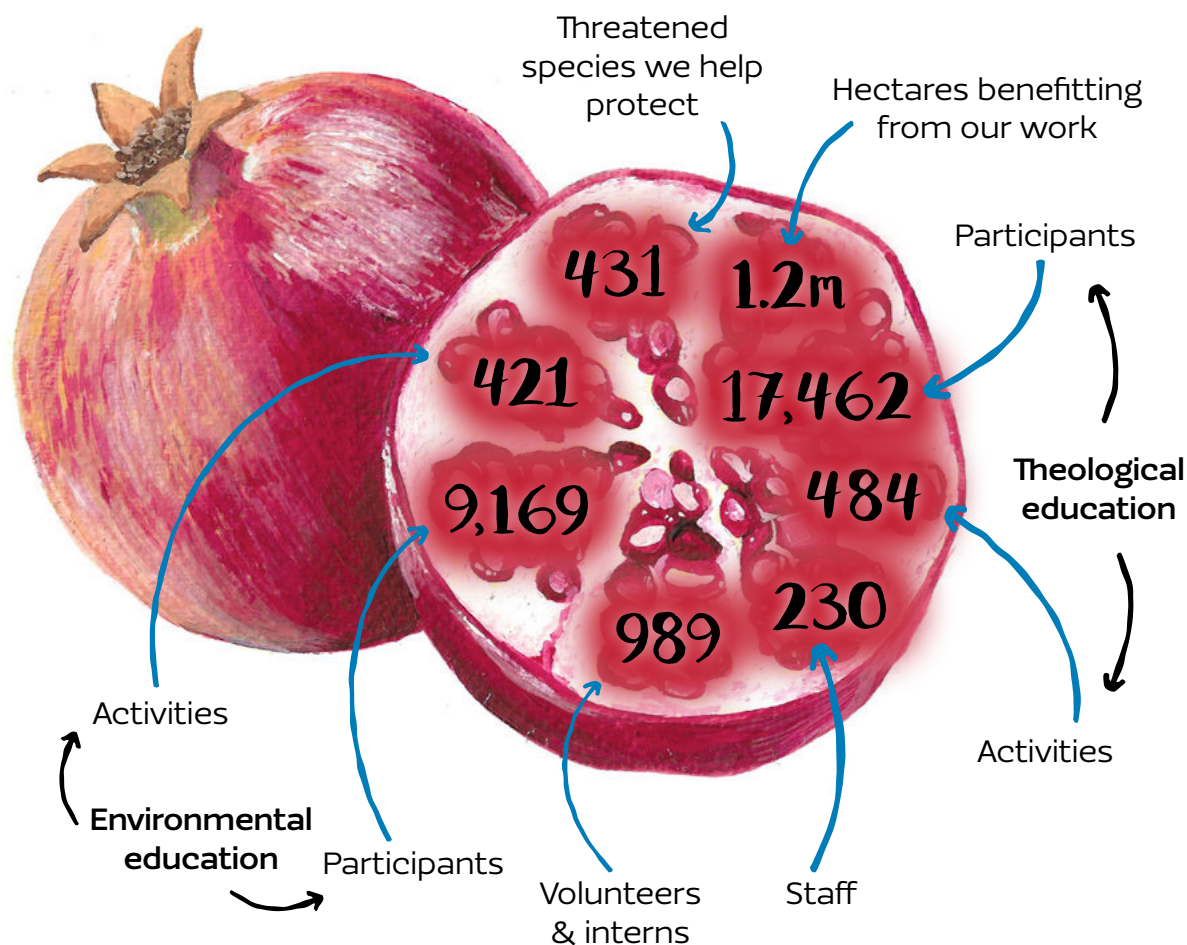 Threatened
species we help
protect
Hectares benefitting
from our work
Participants
431
1.2m
421
17,462
Theological
education
9,169
484
989
230
Activities
Activities
Environmental
education
Participants
Volunteers
& interns
Staff